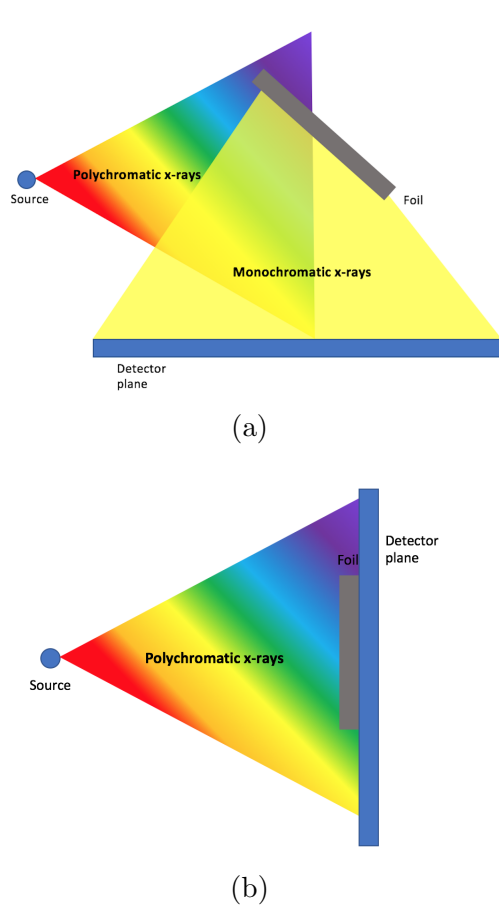 Polychromatic x-rays
Source
Foil
Monochromatic x-rays
Detector
plane
(a)
Detector
plane
Foil
Polychromatic x-rays
Source
(b)